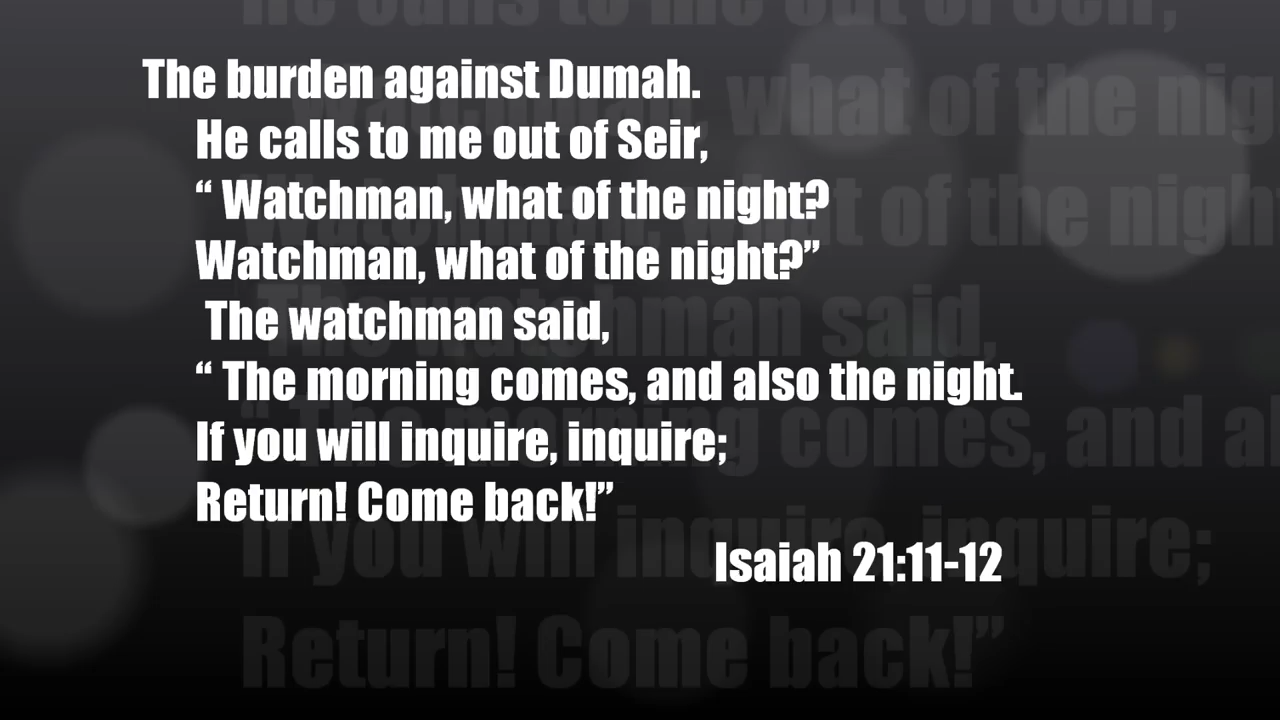 The burden against Dumah.
He calls to me out of Seir,
“ Watchman, what of the night?
Watchman, what of the night?”
The watchman said,
“ The morning comes, and also the night.
If you will inquire, inquire;
Return! Come back!”
Isaiah 21:11-12